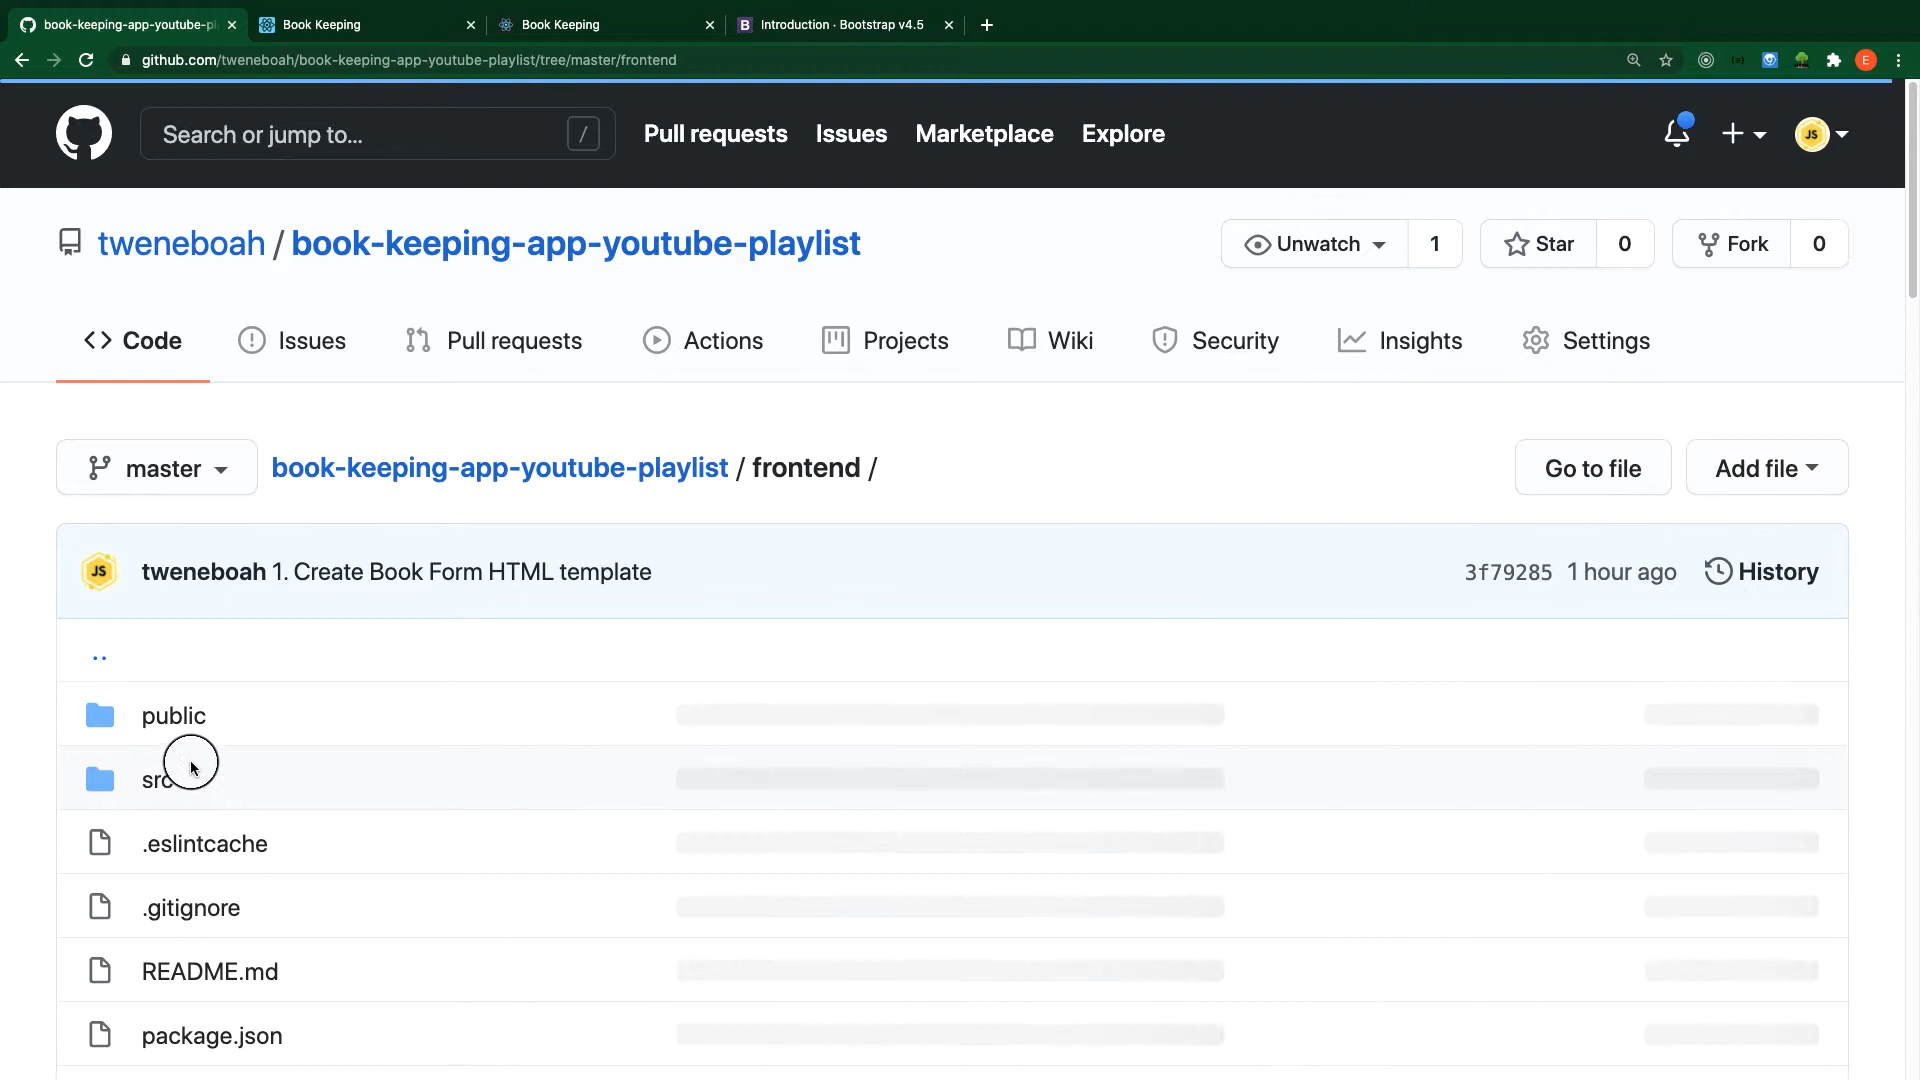 book-keeping-app-youtube-pl
Book Keeping
Book Keeping
B Introduction · Bootstrap v4.5
github.com/tweneboah/book-keeping-app-youtube-playlist/tree/master/frontend
E
Search or jump to...
/
Pull requests
Issues
Marketplace
Explore
JS
tweneboah / book-keeping-app-youtube-playlist
Unwatch 1
Star 0
Fork 0
Code
Issues
Pull requests
Actions
Projects
Wiki
Security
Insights
Settings
master
book-keeping-app-youtube-playlist / frontend /
Go to file
Add file
JS
tweneboah 1. Create Book Form HTML template
3f79285 1 hour ago
History
..
public
src
.eslintcache
.gitignore
README.md
package.json